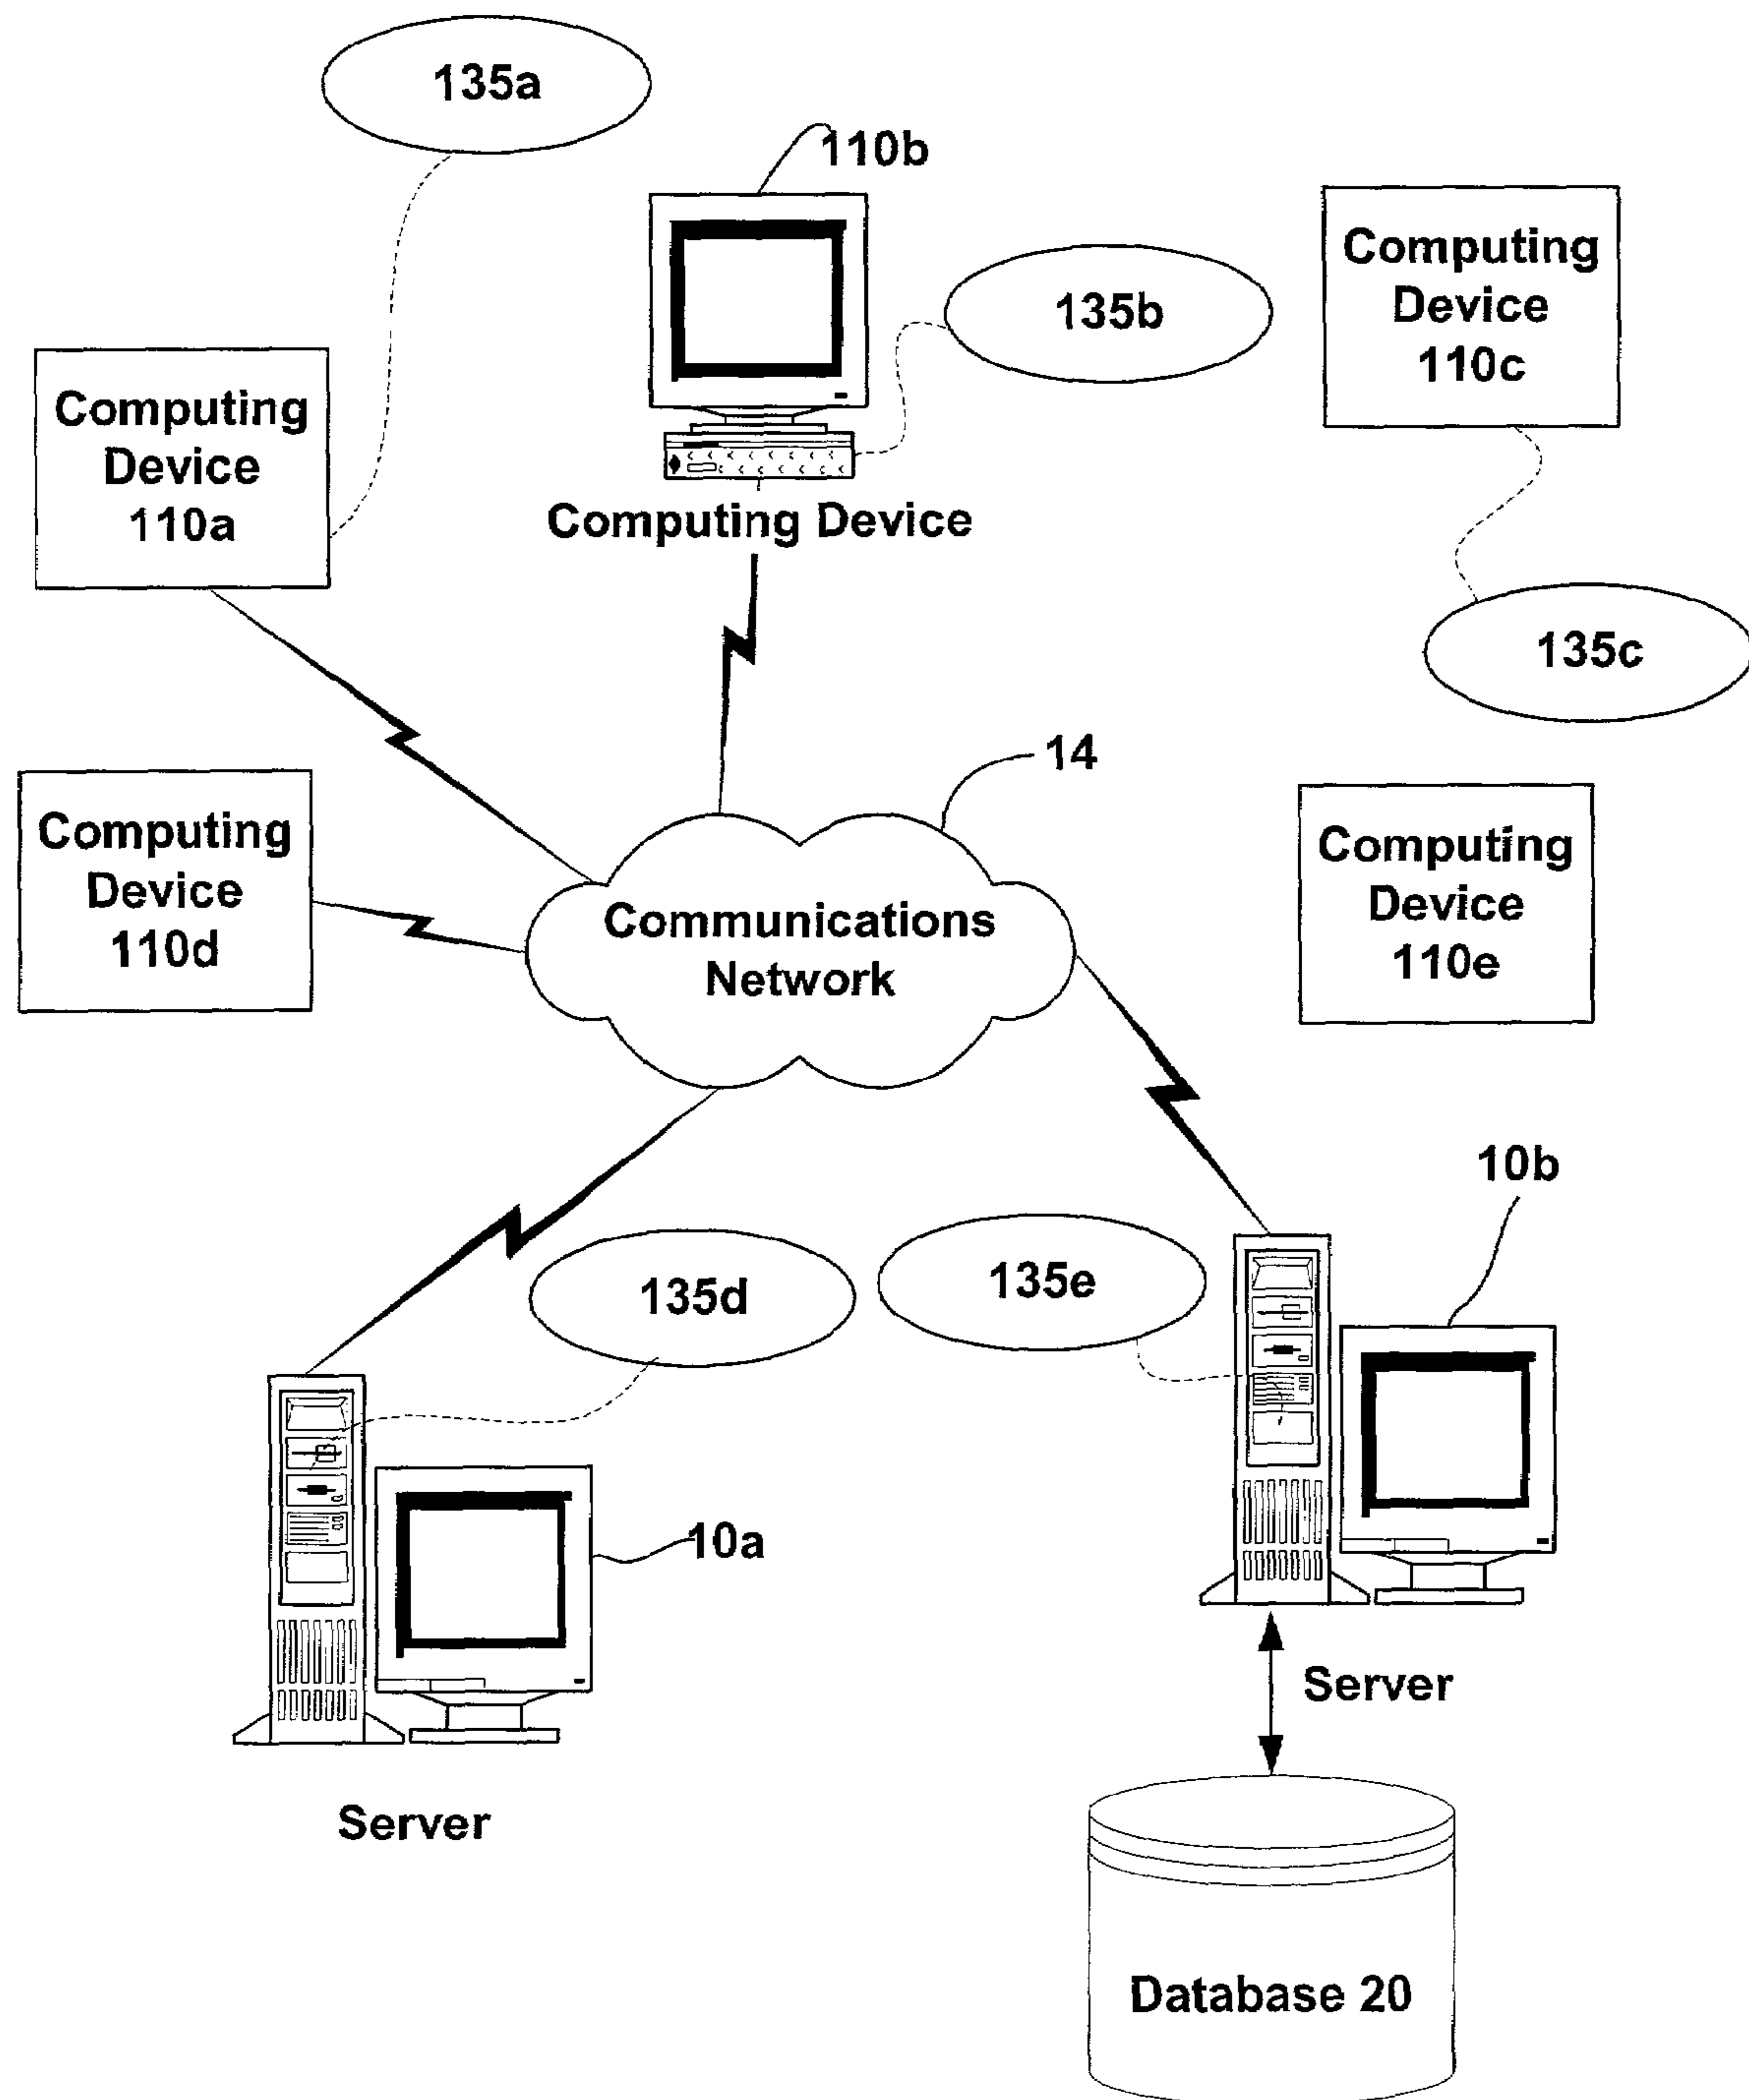 135a
110b
Computing
Device
110c
135b
Computing
Device
110a
Computing Device
135c
14
Computing
Device
110d
Computing
Device
110e
Communications
Network
10b
135d
135e
10a
Server
Server
Database 20